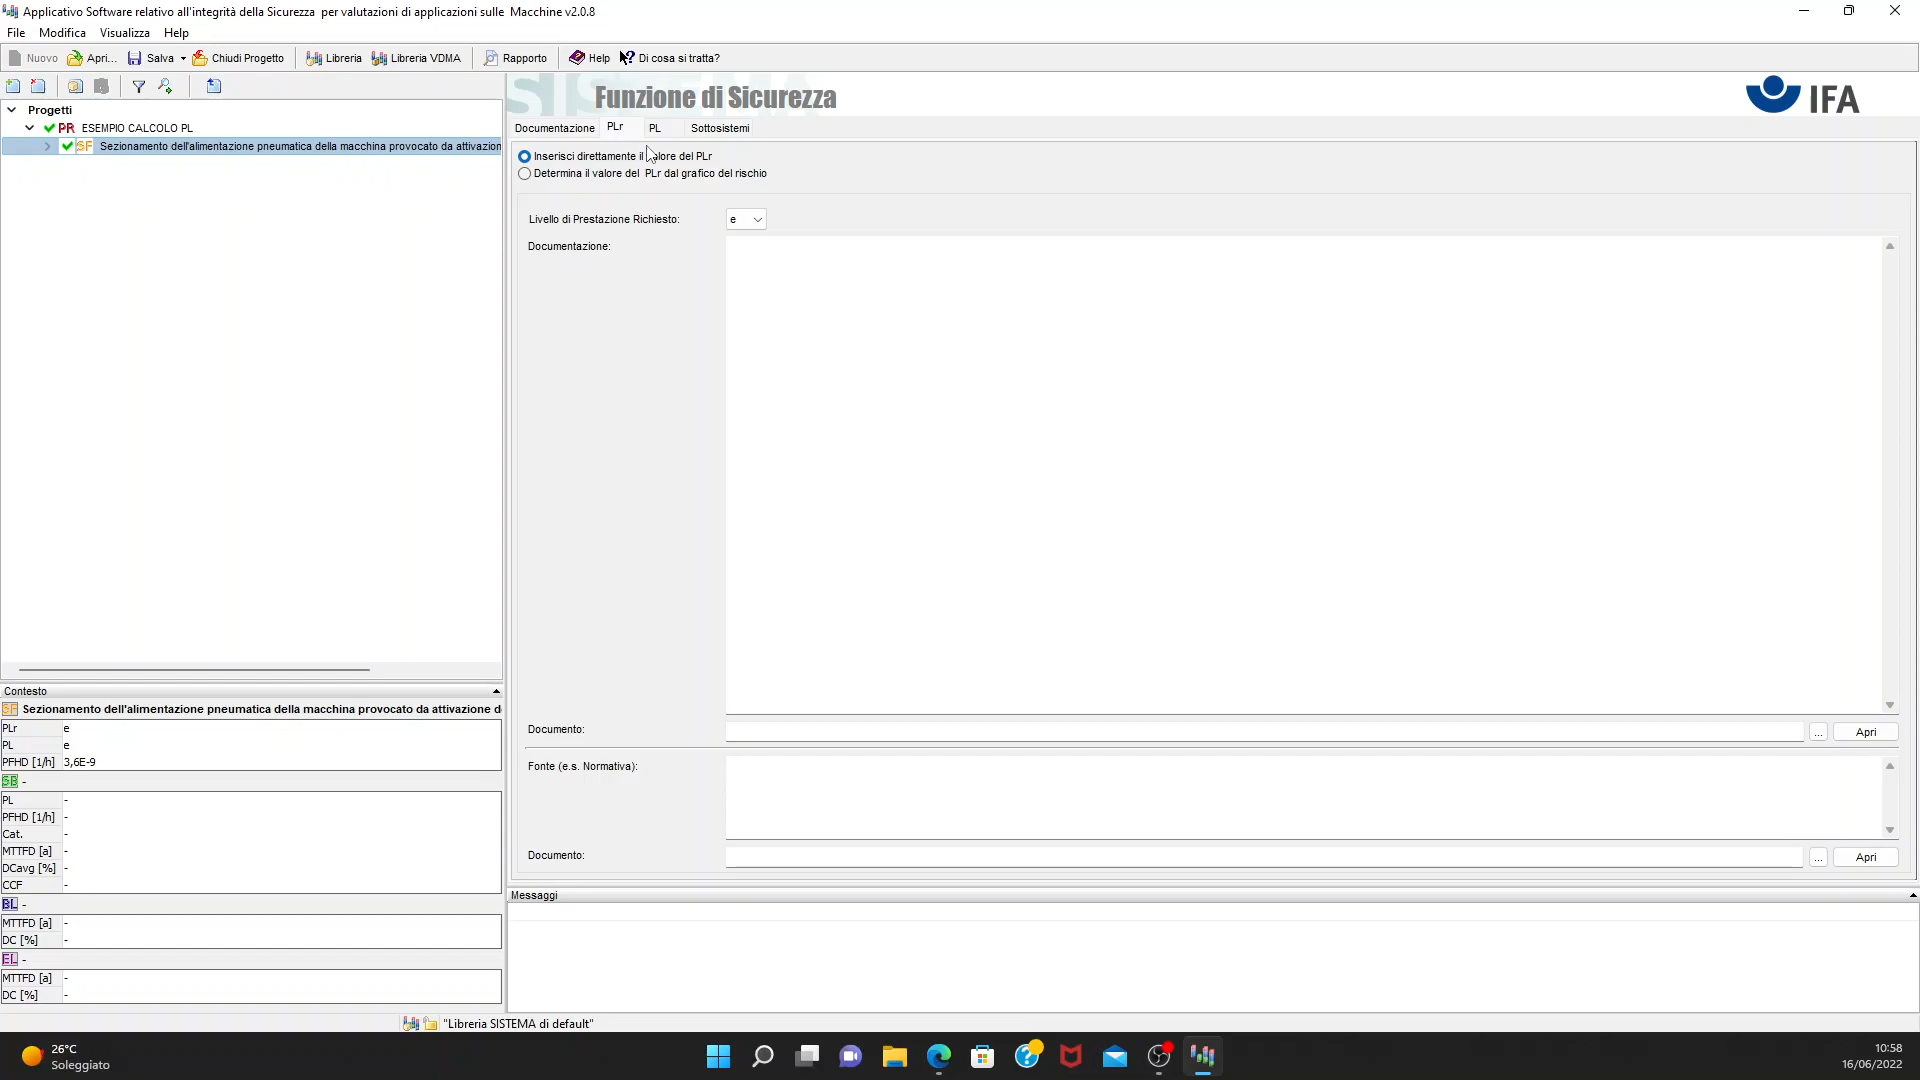 Applicativo Software relativo all'integrità della Sicurezza  per valutazioni di applicazioni sulle  Macchine v2.0.8
File Modifica Visualizza Help
Nuovo Apri... Salva Chiudi Progetto Libreria Libreria VDMA Rapporto Help Di cosa si tratta?
Progetti
PR ESEMPIO CALCOLO PL
SF Sezionamento dell'alimentazione pneumatica della macchina provocato da attivazion
SISTEMA
Funzione di Sicurezza
IFA
Documentazione PLr PL Sottosistemi
Inserisci direttamente il valore del PLr
Determina il valore del  PLr dal grafico del rischio
Livello di Prestazione Richiesto: e
Documentazione:
Documento: ... Apri
Fonte (e.s. Normativa):
Documento: ... Apri
Contesto
SF Sezionamento dell'alimentazione pneumatica della macchina provocato da attivazione d
PLr e
PL e
PFHD [1/h] 3,6E-9
SB -
PL -
PFHD [1/h] -
Cat. -
MTTFD [a] -
DCavg [%] -
CCF -
BL -
MTTFD [a] -
DC [%] -
EL -
MTTFD [a] -
DC [%] -
Messaggi
"Libreria SISTEMA di default"
26°C
Soleggiato
10:58
16/06/2022